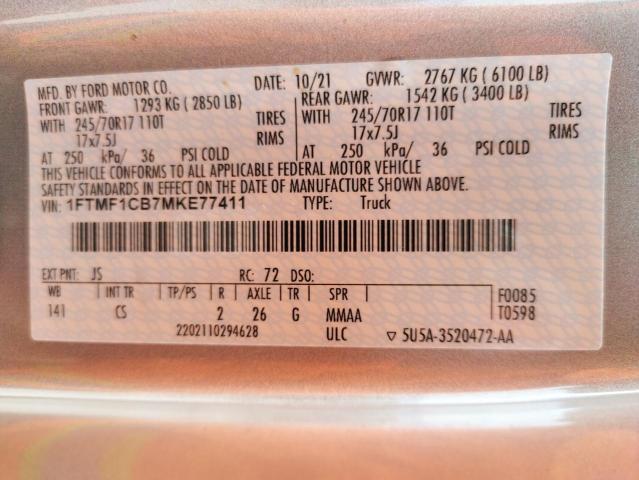 MFD. BY FORD MOTOR CO. DATE: 10/21 GVWR: 2767 KG ( 6100 LB)
FRONT GAWR: 1293 KG ( 2850 LB) REAR GAWR: 1542 KG ( 3400 LB)
WITH 245/70R17 110T TIRES WITH 245/70R17 110T TIRES
17x7.5J RIMS 17x7.5J RIMS
AT 250 kPa/ 36 PSI COLD AT 250 kPa/ 36 PSI COLD
THIS VEHICLE CONFORMS TO ALL APPLICABLE FEDERAL MOTOR VEHICLE
SAFETY STANDARDS IN EFFECT ON THE DATE OF MANUFACTURE SHOWN ABOVE.
VIN: 1FTMF1CB7MKE77411 TYPE: Truck
EXT PNT: JS RC: 72 DSO:
WB INT TR TP/PS R AXLE TR SPR F0085
141 CS 2 26 G MMAA T0598
2202110294628 ULC ▽ 5U5A-3520472-AA